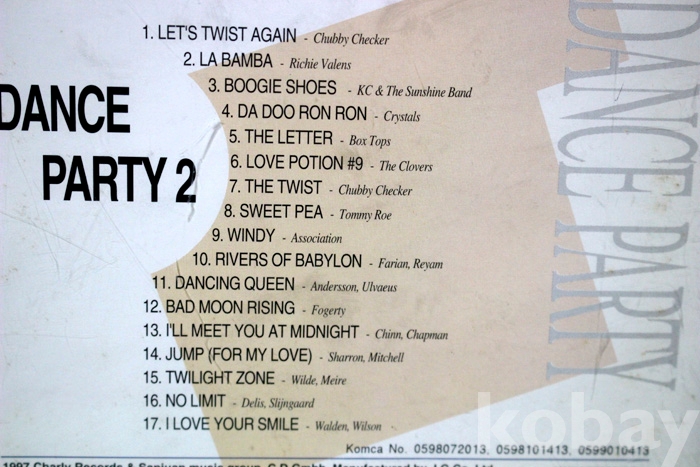 1. LET'S TWIST AGAIN - Chubby Checker
2. LA BAMBA - Richie Valens
3. BOOGIE SHOES - KC & The Sunshine Band
4. DA DOO RON RON - Crystals
5. THE LETTER - Box Tops
6. LOVE POTION #9 - The Clovers
7. THE TWIST - Chubby Checker
8. SWEET PEA - Tommy Roe
9. WINDY - Association
10. RIVERS OF BABYLON - Farian, Reyam
11. DANCING QUEEN - Andersson, Ulvaeus
12. BAD MOON RISING - Fogerty
13. I'LL MEET YOU AT MIDNIGHT - Chinn, Chapman
14. JUMP (FOR MY LOVE) - Sharron, Mitchell
15. TWILIGHT ZONE - Wilde, Meire
16. NO LIMIT - Delis, Slijngaard
17. I LOVE YOUR SMILE - Walden, Wilson
DANCE
PARTY 2
DANCE PARTY
Komca No. 0598072013. 0598101413. 0599010413
1997 Charly Records &
kobay